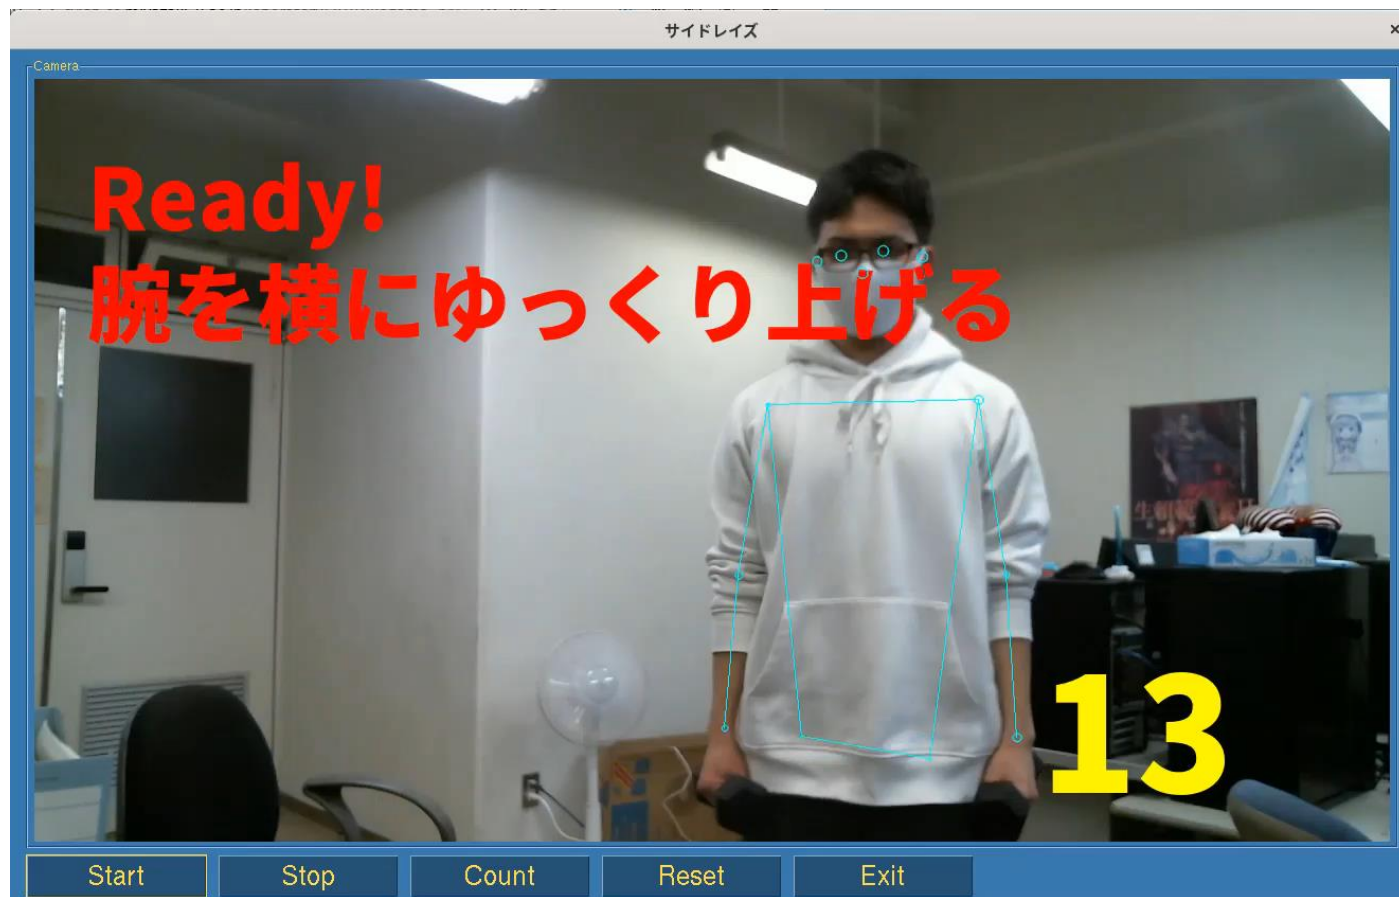 サイドレイズ
×
Camera
Ready!
腕を横にゆっくり上げる
13
Start
Stop
Count
Reset
Exit